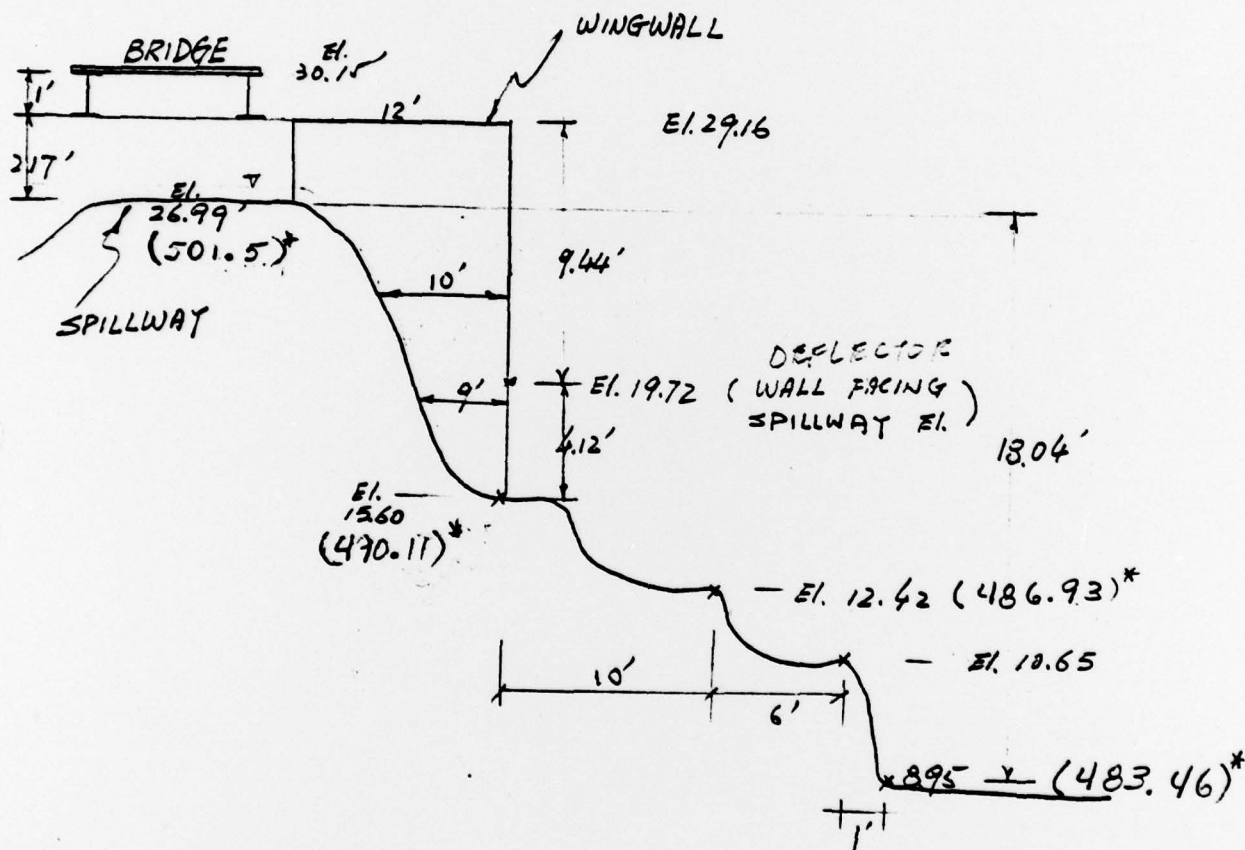 WINGWALL
BRIDGE
El.
30.15
1'
12'
El. 29.16
2.17'
El.
26.99'
(501.5)*
9.44'
10'
SPILLWAY
DEFLECTOR
El. 19.72 ( WALL FACING )
SPILLWAY El.
9'
4.12'
18.04'
El.
15.60
(490.11)*
El. 12.42 (486.93)*
El. 10.65
10'
6'
8.95 (483.46)*
1'